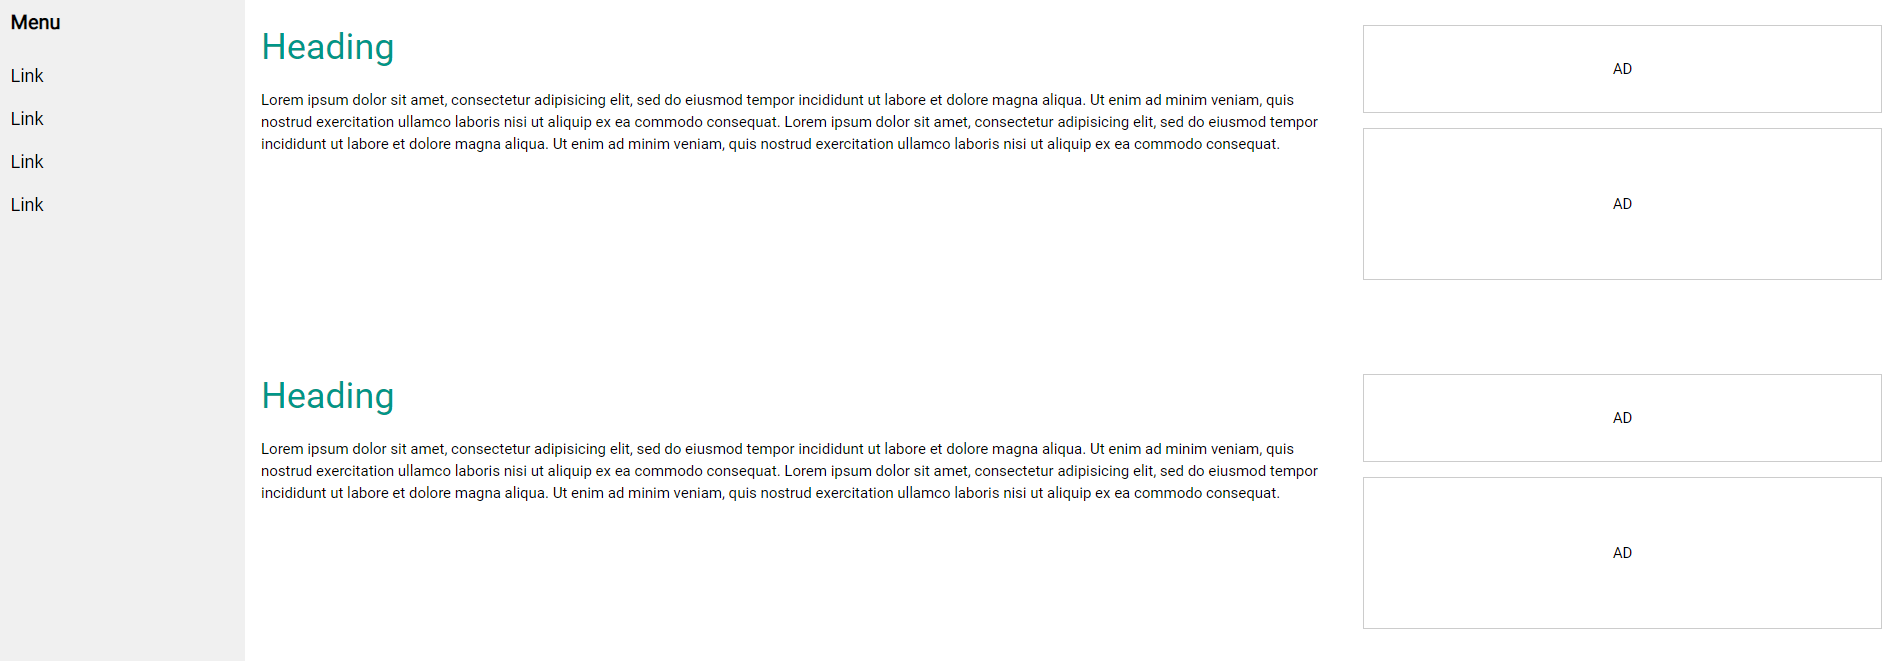 Menu
Link
Link
Link
Link
Heading
Lorem ipsum dolor sit amet, consectetur adipisicing elit, sed do eiusmod tempor incididunt ut labore et dolore magna aliqua. Ut enim ad minim veniam, quis
nostrud exercitation ullamco laboris nisi ut aliquip ex ea commodo consequat. Lorem ipsum dolor sit amet, consectetur adipisicing elit, sed do eiusmod tempor
incididunt ut labore et dolore magna aliqua. Ut enim ad minim veniam, quis nostrud exercitation ullamco laboris nisi ut aliquip ex ea commodo consequat.
AD
AD
Heading
Lorem ipsum dolor sit amet, consectetur adipisicing elit, sed do eiusmod tempor incididunt ut labore et dolore magna aliqua. Ut enim ad minim veniam, quis
nostrud exercitation ullamco laboris nisi ut aliquip ex ea commodo consequat. Lorem ipsum dolor sit amet, consectetur adipisicing elit, sed do eiusmod tempor
incididunt ut labore et dolore magna aliqua. Ut enim ad minim veniam, quis nostrud exercitation ullamco laboris nisi ut aliquip ex ea commodo consequat.
AD
AD